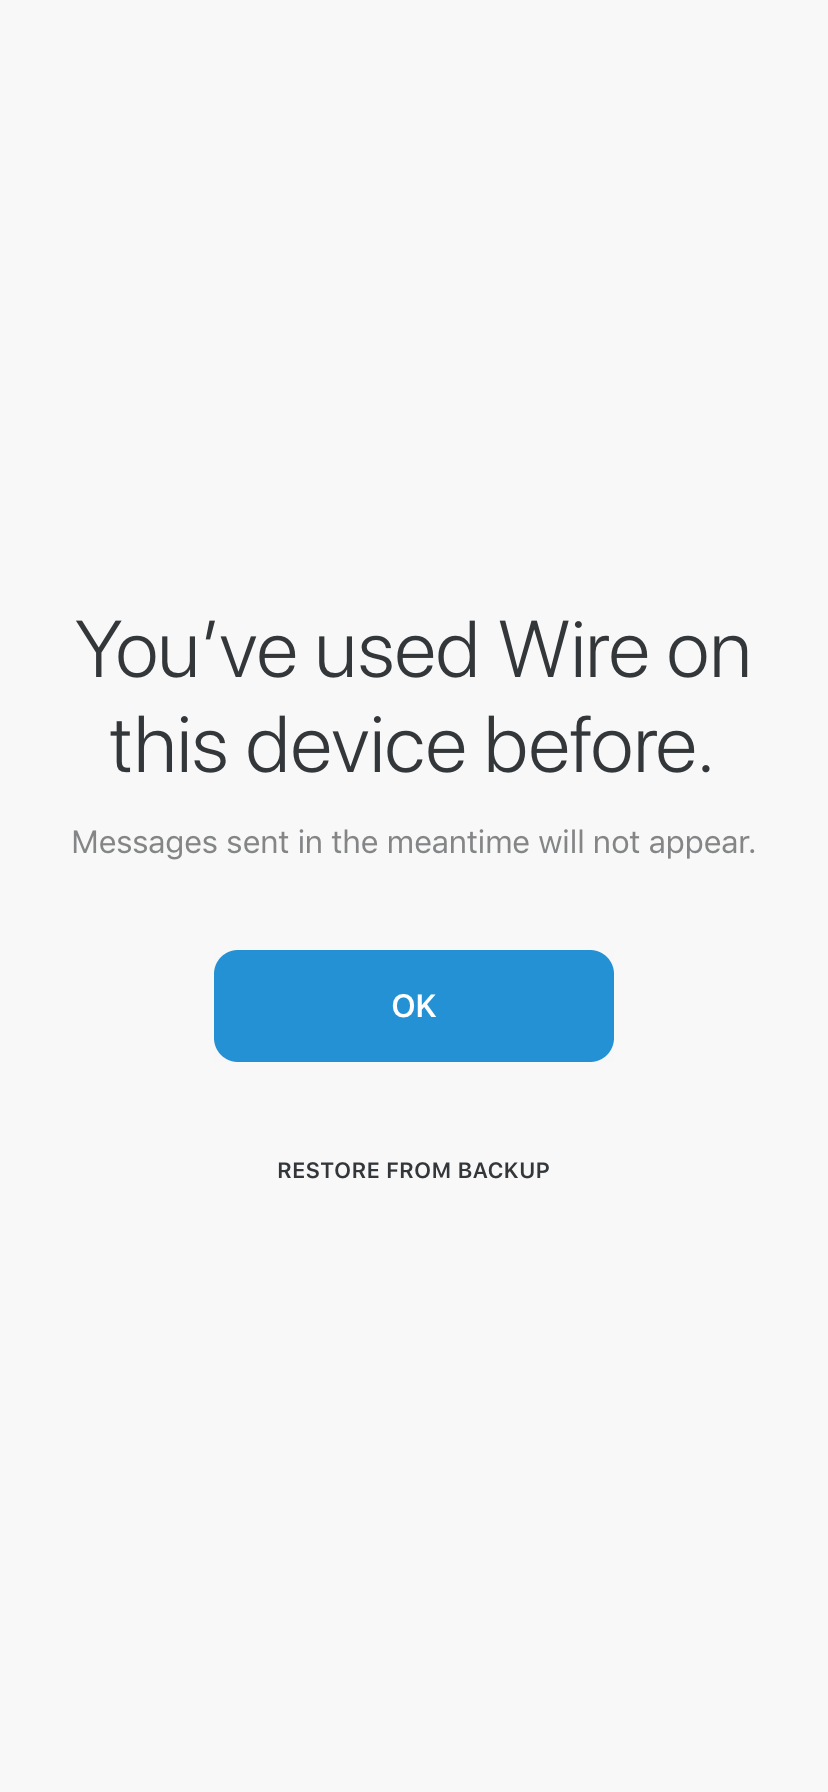 You’ve used Wire on
this device before.
Messages sent in the meantime will not appear.
OK
RESTORE FROM BACKUP